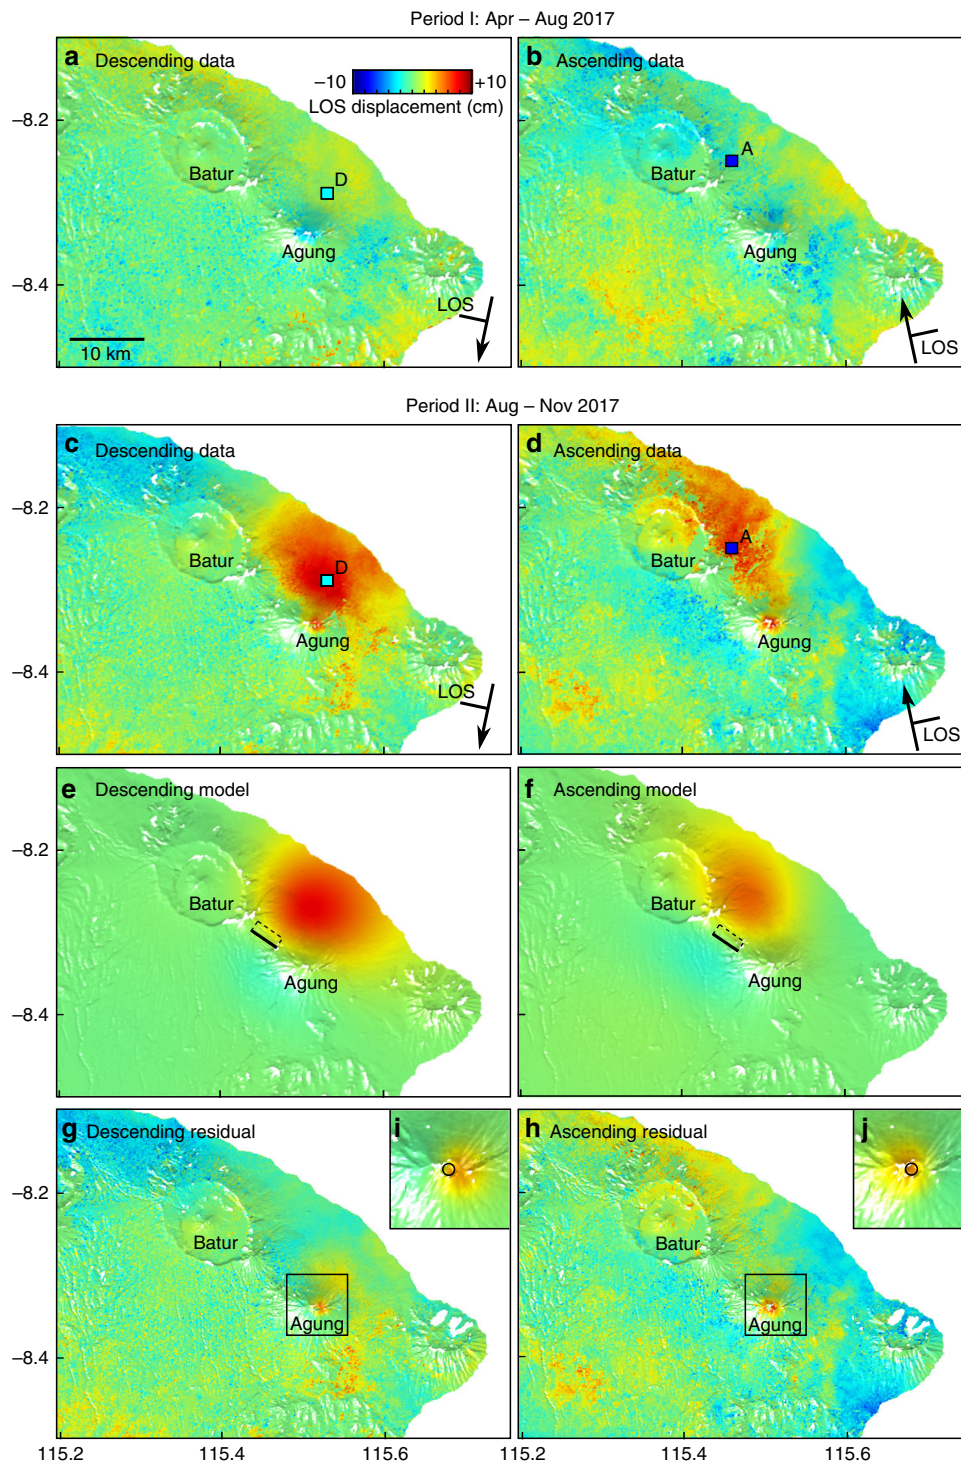 Period I: Apr – Aug 2017
a Descending data
−10 +10
LOS displacement (cm)
−8.2
Batur
D
Agung
−8.4
LOS
10 km
b Ascending data
A
Batur
Agung
LOS
Period II: Aug – Nov 2017
c Descending data
−8.2
Batur
D
Agung
−8.4
LOS
d Ascending data
A
Batur
Agung
LOS
e Descending model
−8.2
Batur
Agung
−8.4
f Ascending model
Batur
Agung
g Descending residual
i
−8.2
Batur
Agung
−8.4
115.2 115.4 115.6
h Ascending residual
j
Batur
Agung
115.2 115.4 115.6